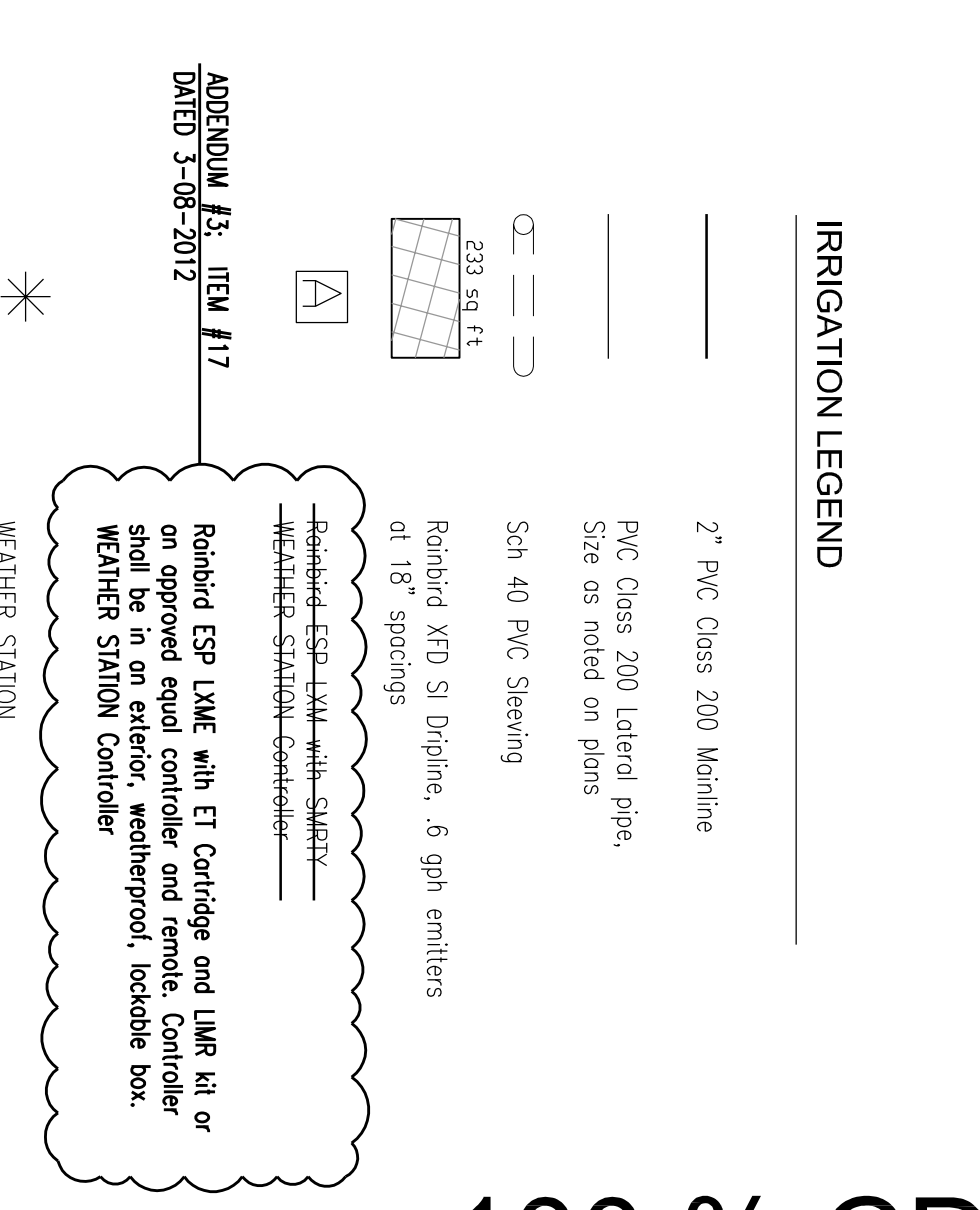 IRRIGATION LEGEND
2" PVC Class 200 Mainline
PVC Class 200 Lateral pipe,
Size as noted on plans
Sch 40 PVC Sleeving
233 sq ft
Rainbird XFD SI Dripline, .6 gph emitters
at 18" spacings
A
Rainbird ESP LXM with SMRTY
WEATHER STATION Controller
ADDENDUM #3; ITEM #17
DATED 3-08-2012
Rainbird ESP LXME with ET Cartridge and LIMR kit or
an approved equal controller and remote. Controller
shall be in an exterior, weatherproof, lockable box.
WEATHER STATION Controller
WEATHER STATION